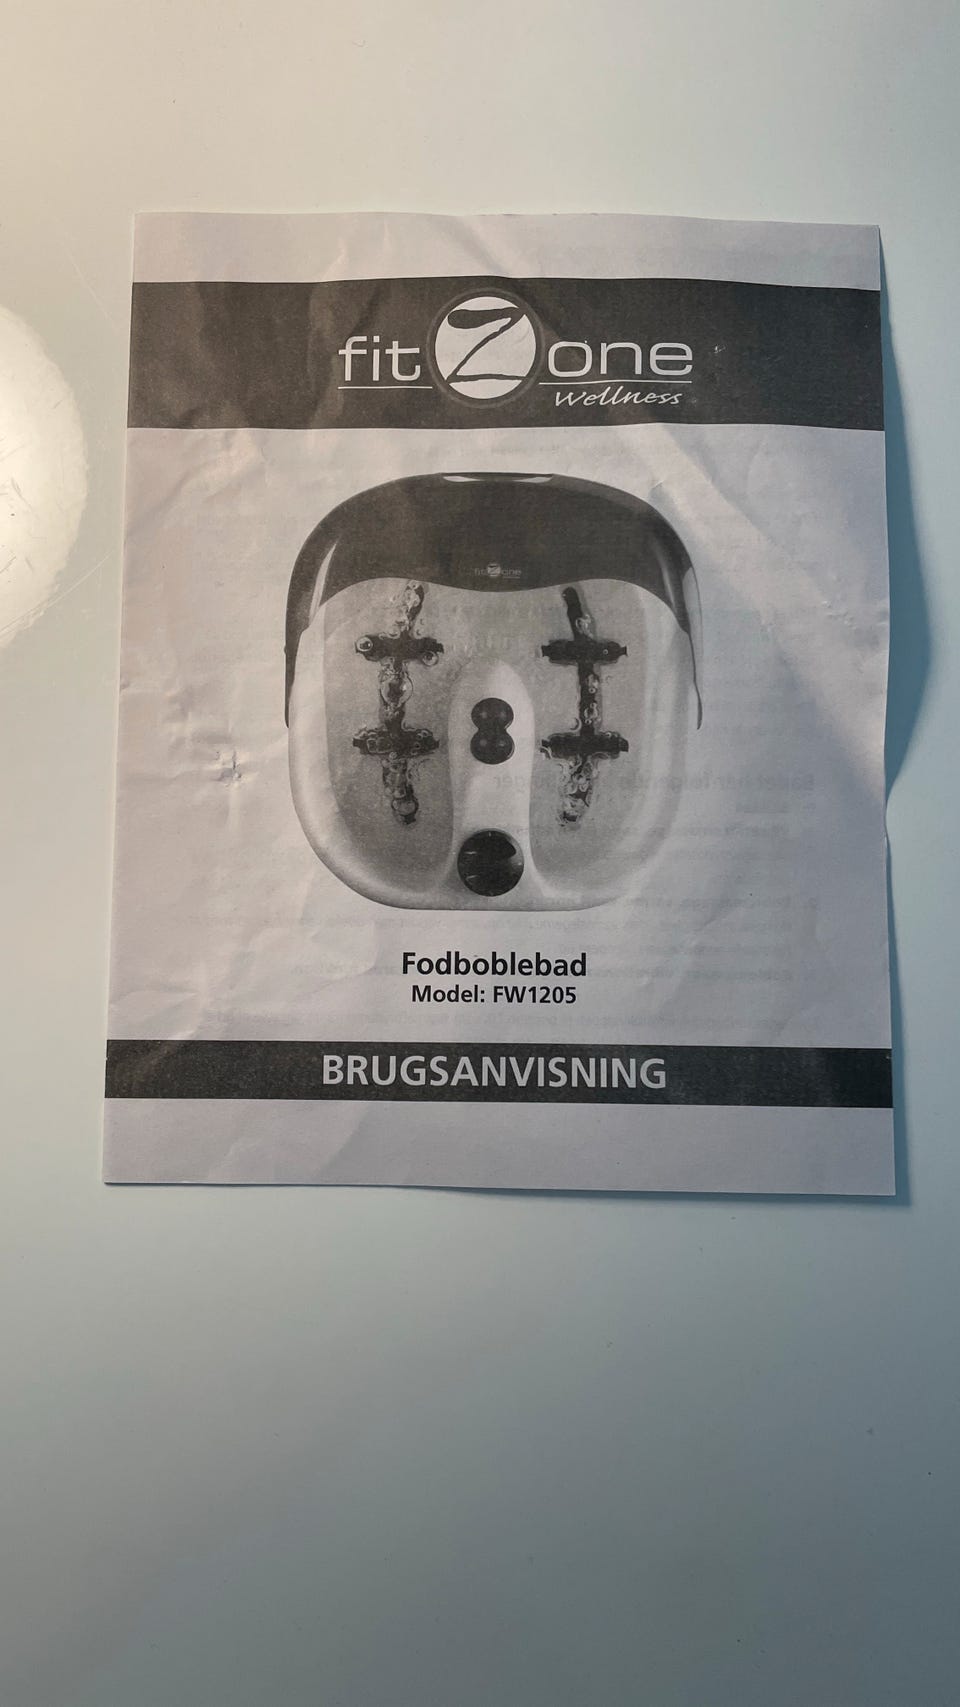 fitZone
Wellness
fitZone
Fodboblebad
Model: FW1205
BRUGSANVISNING